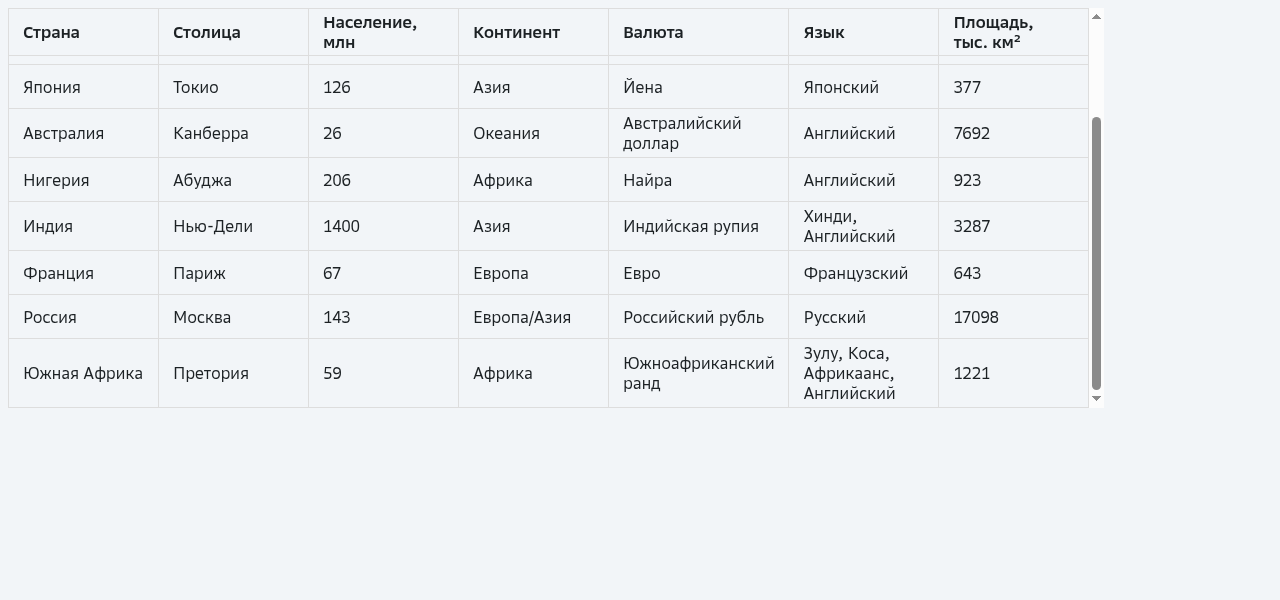 Страна Столица Население, млн Континент Валюта Язык Площадь, тыс. км²
Япония Токио 126 Азия Йена Японский 377
Австралия Канберра 26 Океания Австралийский доллар Английский 7692
Нигерия Абуджа 206 Африка Найра Английский 923
Индия Нью-Дели 1400 Азия Индийская рупия Хинди, Английский 3287
Франция Париж 67 Европа Евро Французский 643
Россия Москва 143 Европа/Азия Российский рубль Русский 17098
Южная Африка Претория 59 Африка Южноафриканский ранд Зулу, Коса, Африкаанс, Английский 1221